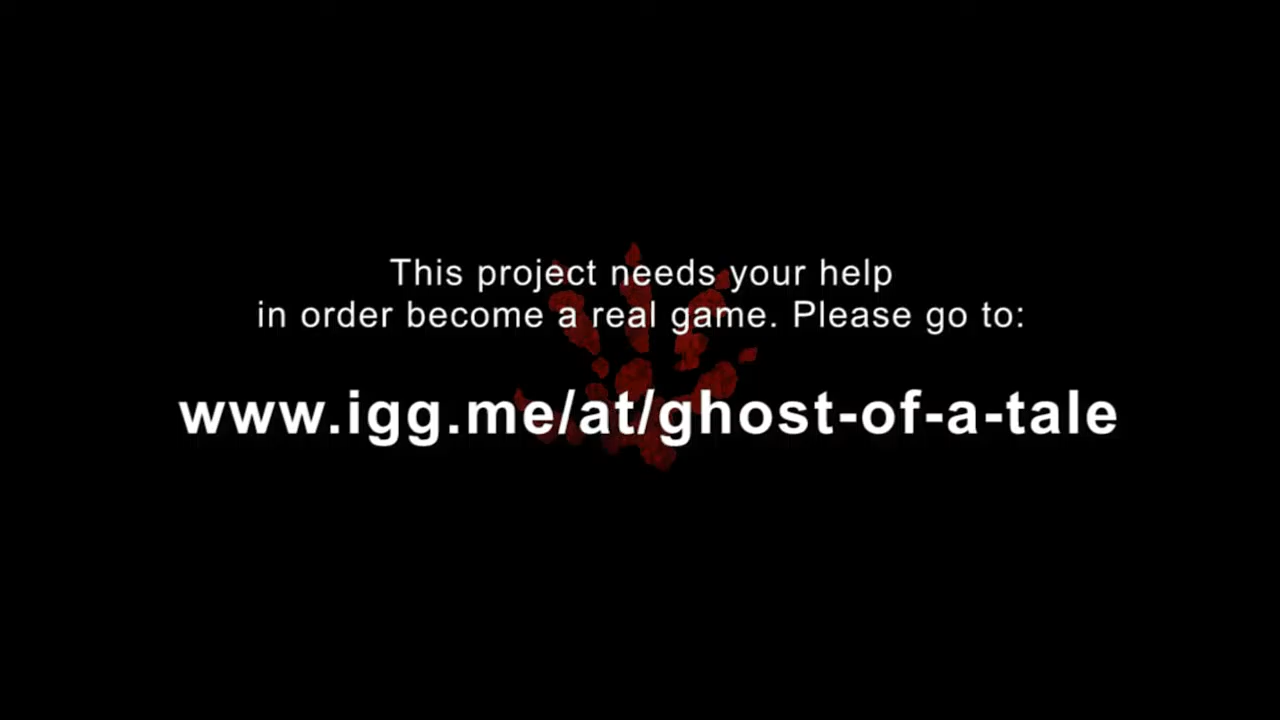 This project needs your help
in order become a real game. Please go to:
www.igg.me/at/ghost-of-a-tale